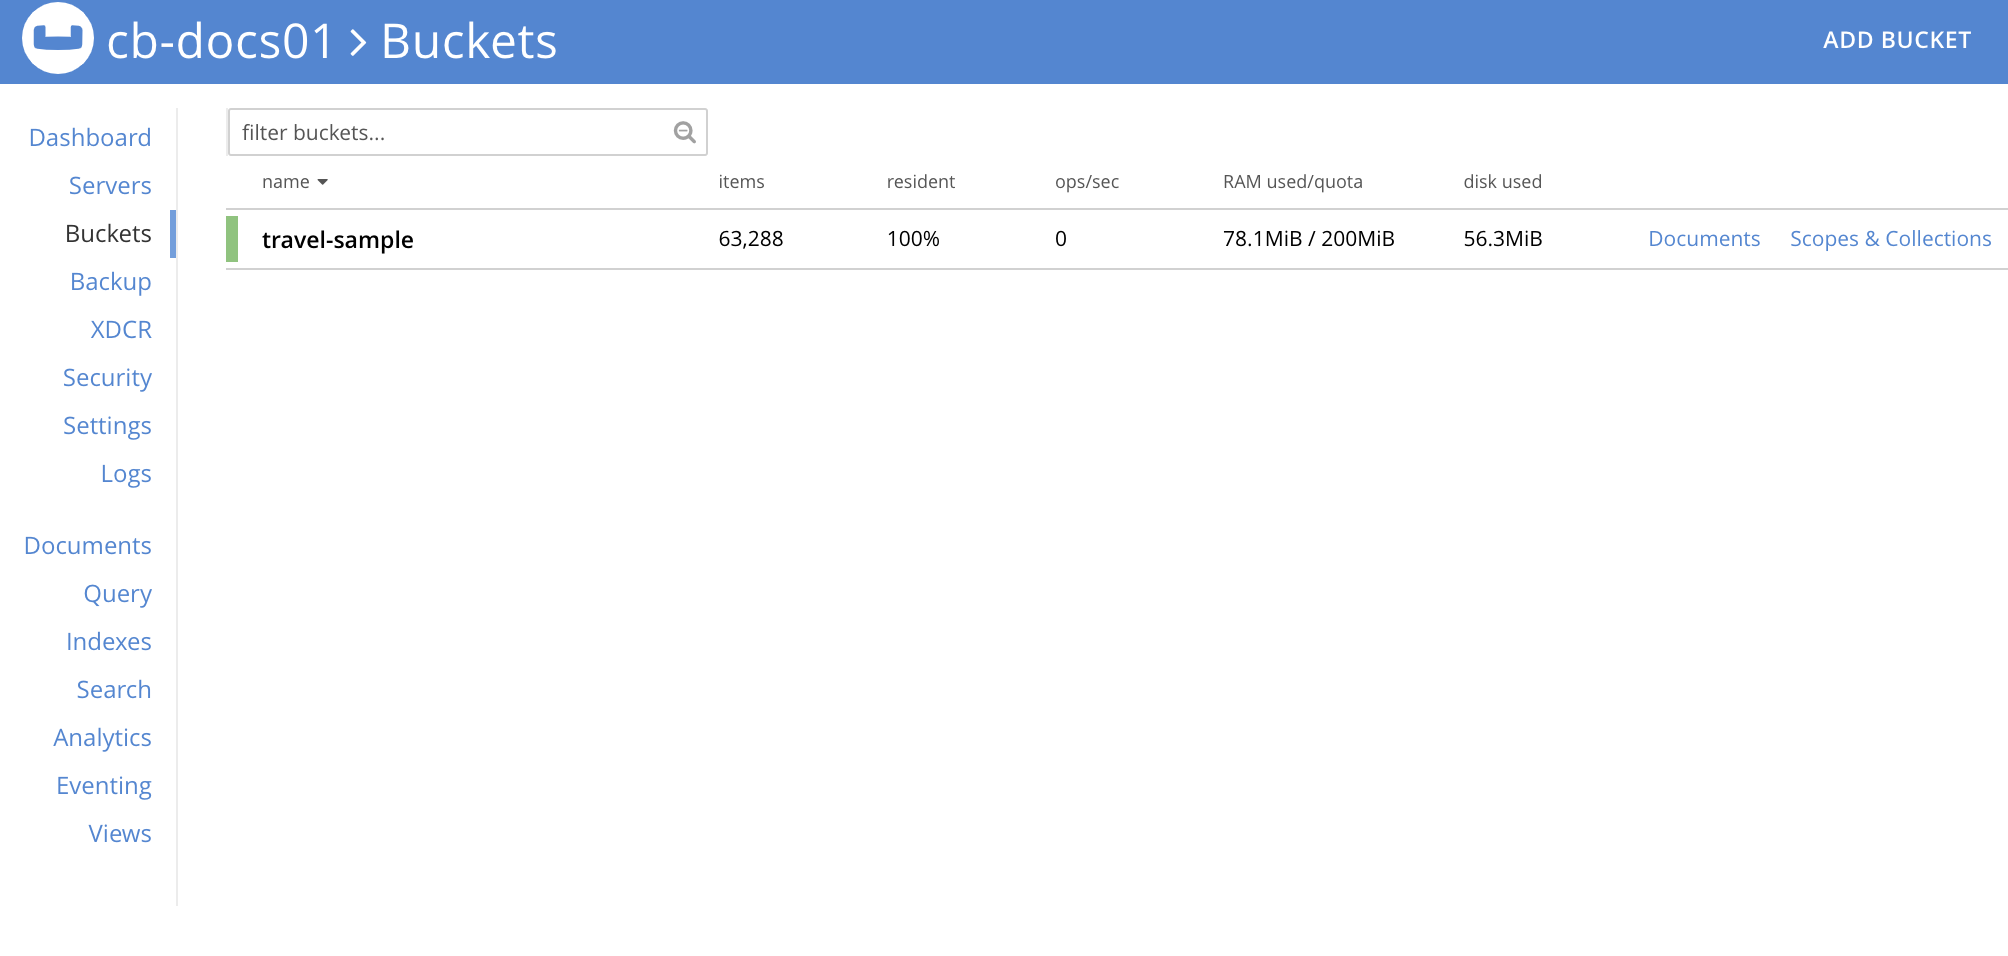 cb-docs01 > Buckets
ADD BUCKET
Dashboard
Servers
Buckets
Backup
XDCR
Security
Settings
Logs
Documents
Query
Indexes
Search
Analytics
Eventing
Views
filter buckets...
name items resident ops/sec RAM used/quota disk used
travel-sample 63,288 100% 0 78.1MiB / 200MiB 56.3MiB Documents Scopes & Collections